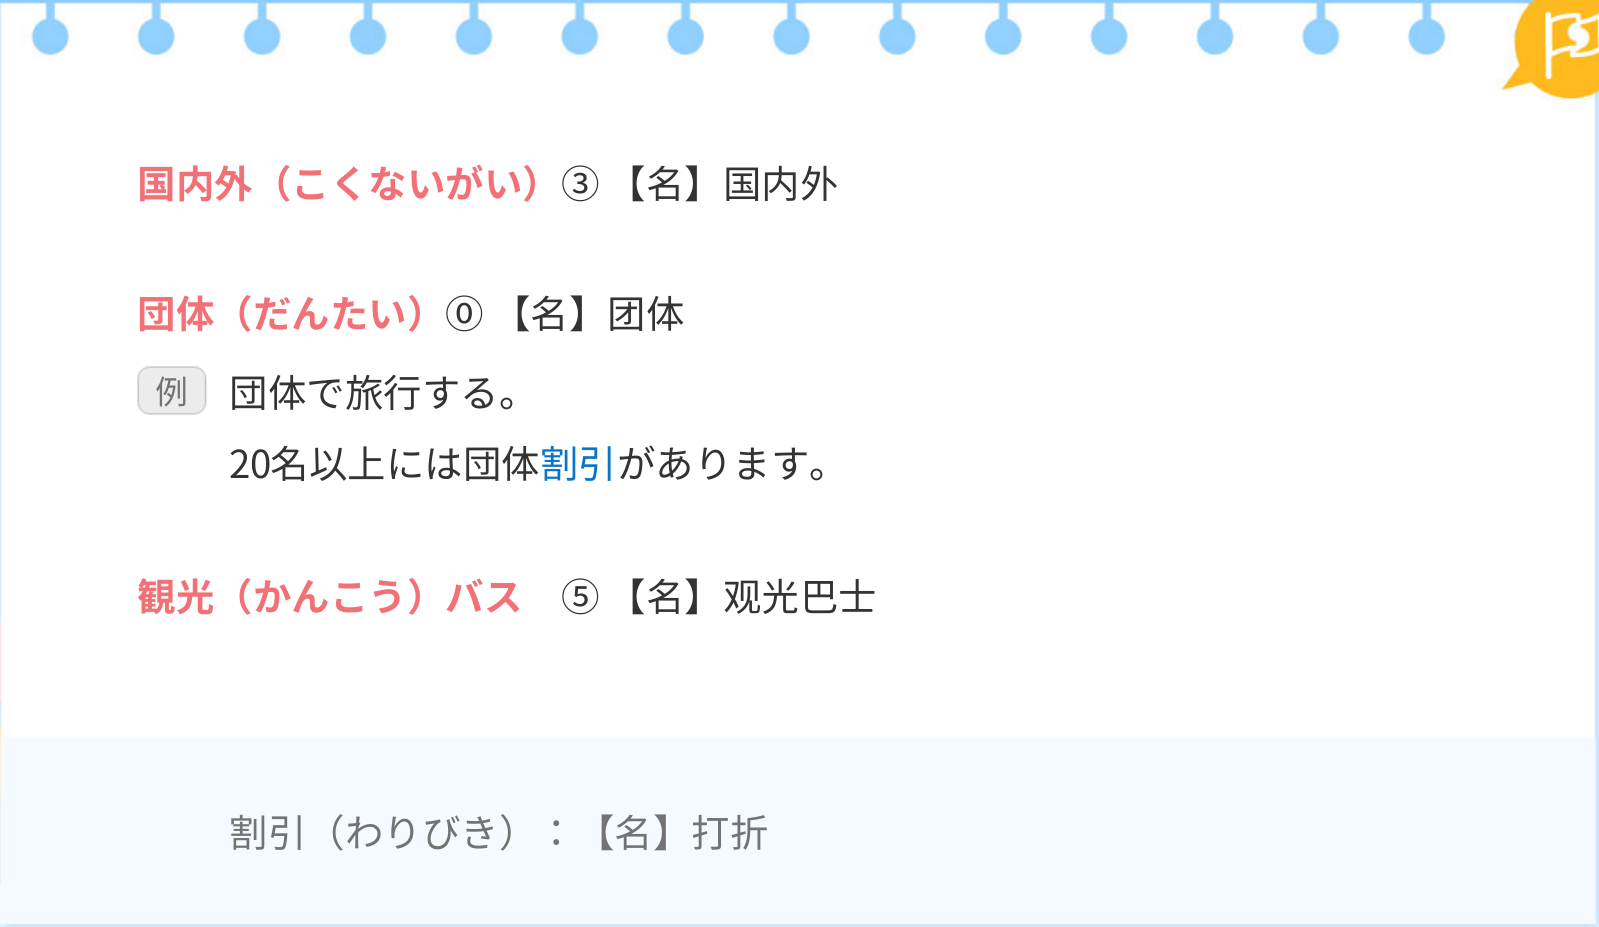 国内外（こくないがい）③ 【名】国内外
団体（だんたい）⓪ 【名】团体
例 団体で旅行する。
20名以上には団体割引があります。
観光（かんこう）バス　⑤ 【名】观光巴士
割引（わりびき）：【名】打折